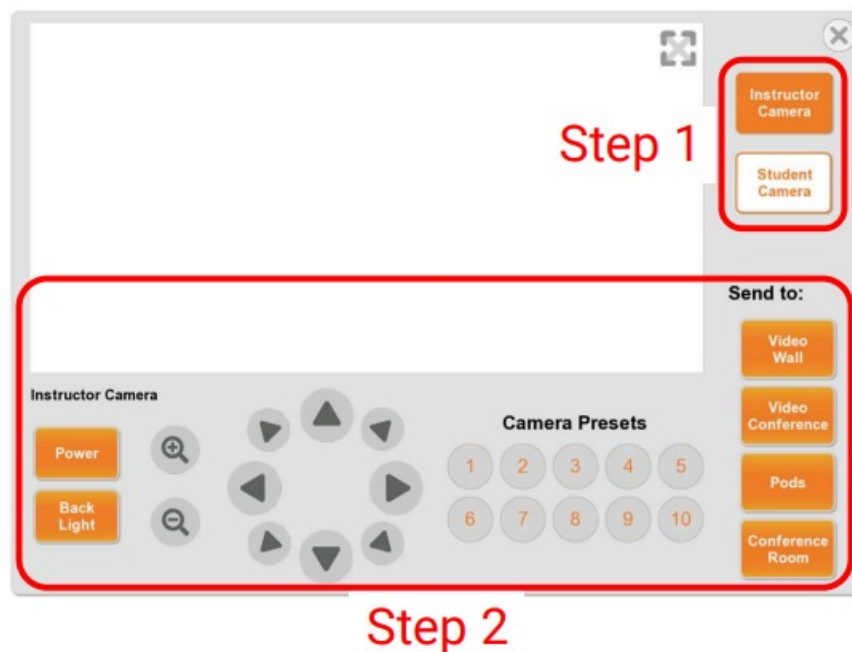 Instructor
Camera
Step 1
Student
Camera
Send to:
Video
Wall
Instructor Camera
Camera Presets
Video
Conference
Power
1 2 3 4 5
Pods
Back
Light
6 7 8 9 10
Conference
Room
Step 2